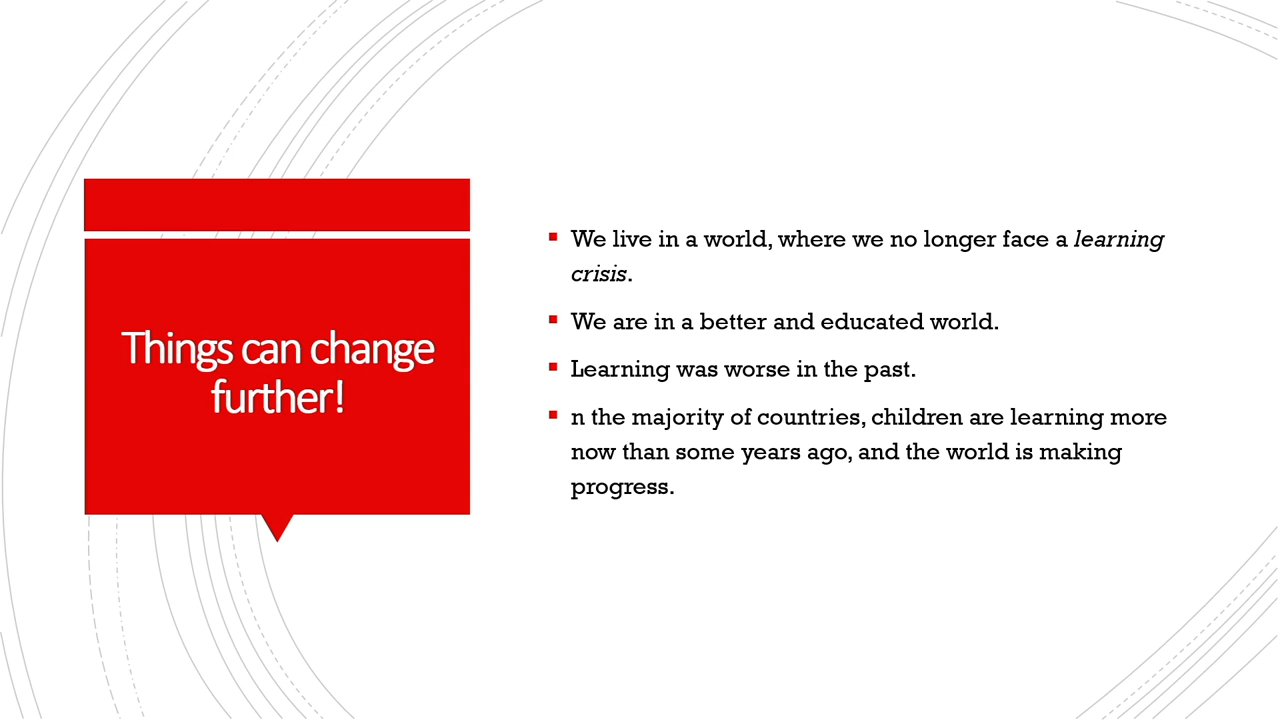 Things can change
further!
We live in a world, where we no longer face a learning
crisis.
We are in a better and educated world.
Learning was worse in the past.
n the majority of countries, children are learning more
now than some years ago, and the world is making
progress.